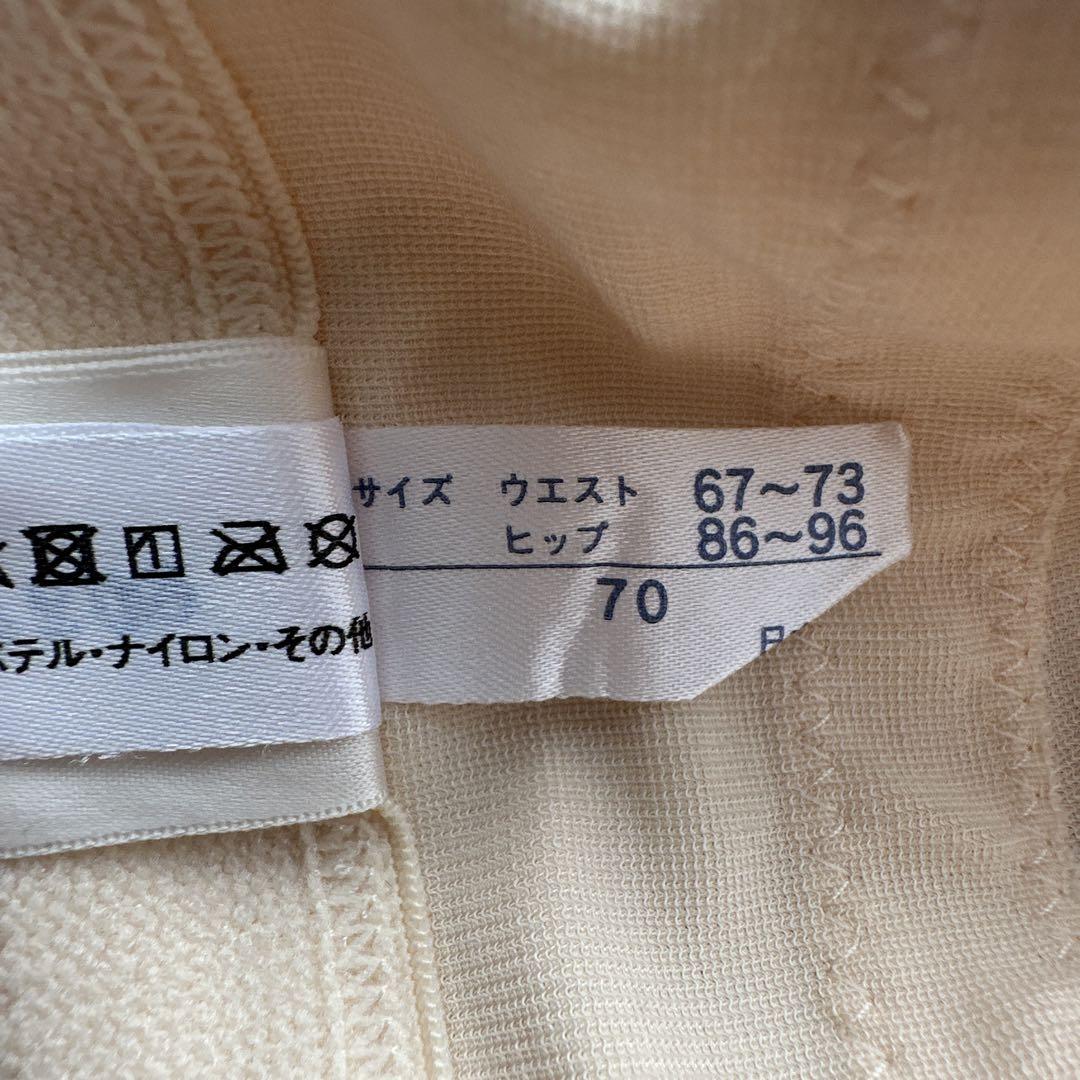 サイズ ウエスト 67～73
ヒップ 86～96
70
ステル・ナイロン・その他